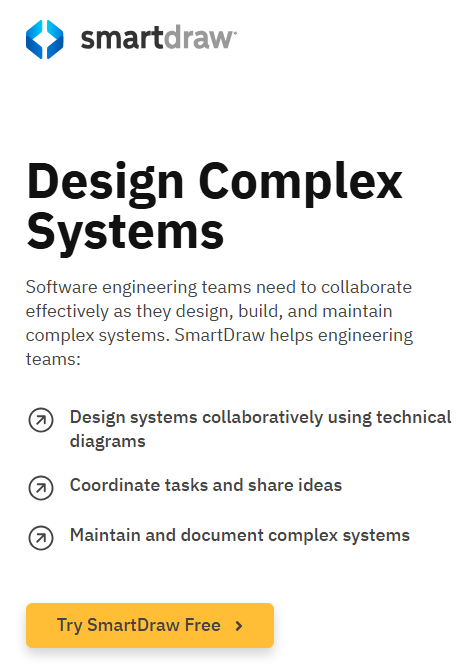 smartdraw
Design Complex
Systems
Software engineering teams need to collaborate
effectively as they design, build, and maintain
complex systems. SmartDraw helps engineering
teams:
Design systems collaboratively using technical
diagrams
Coordinate tasks and share ideas
Maintain and document complex systems
Try SmartDraw Free